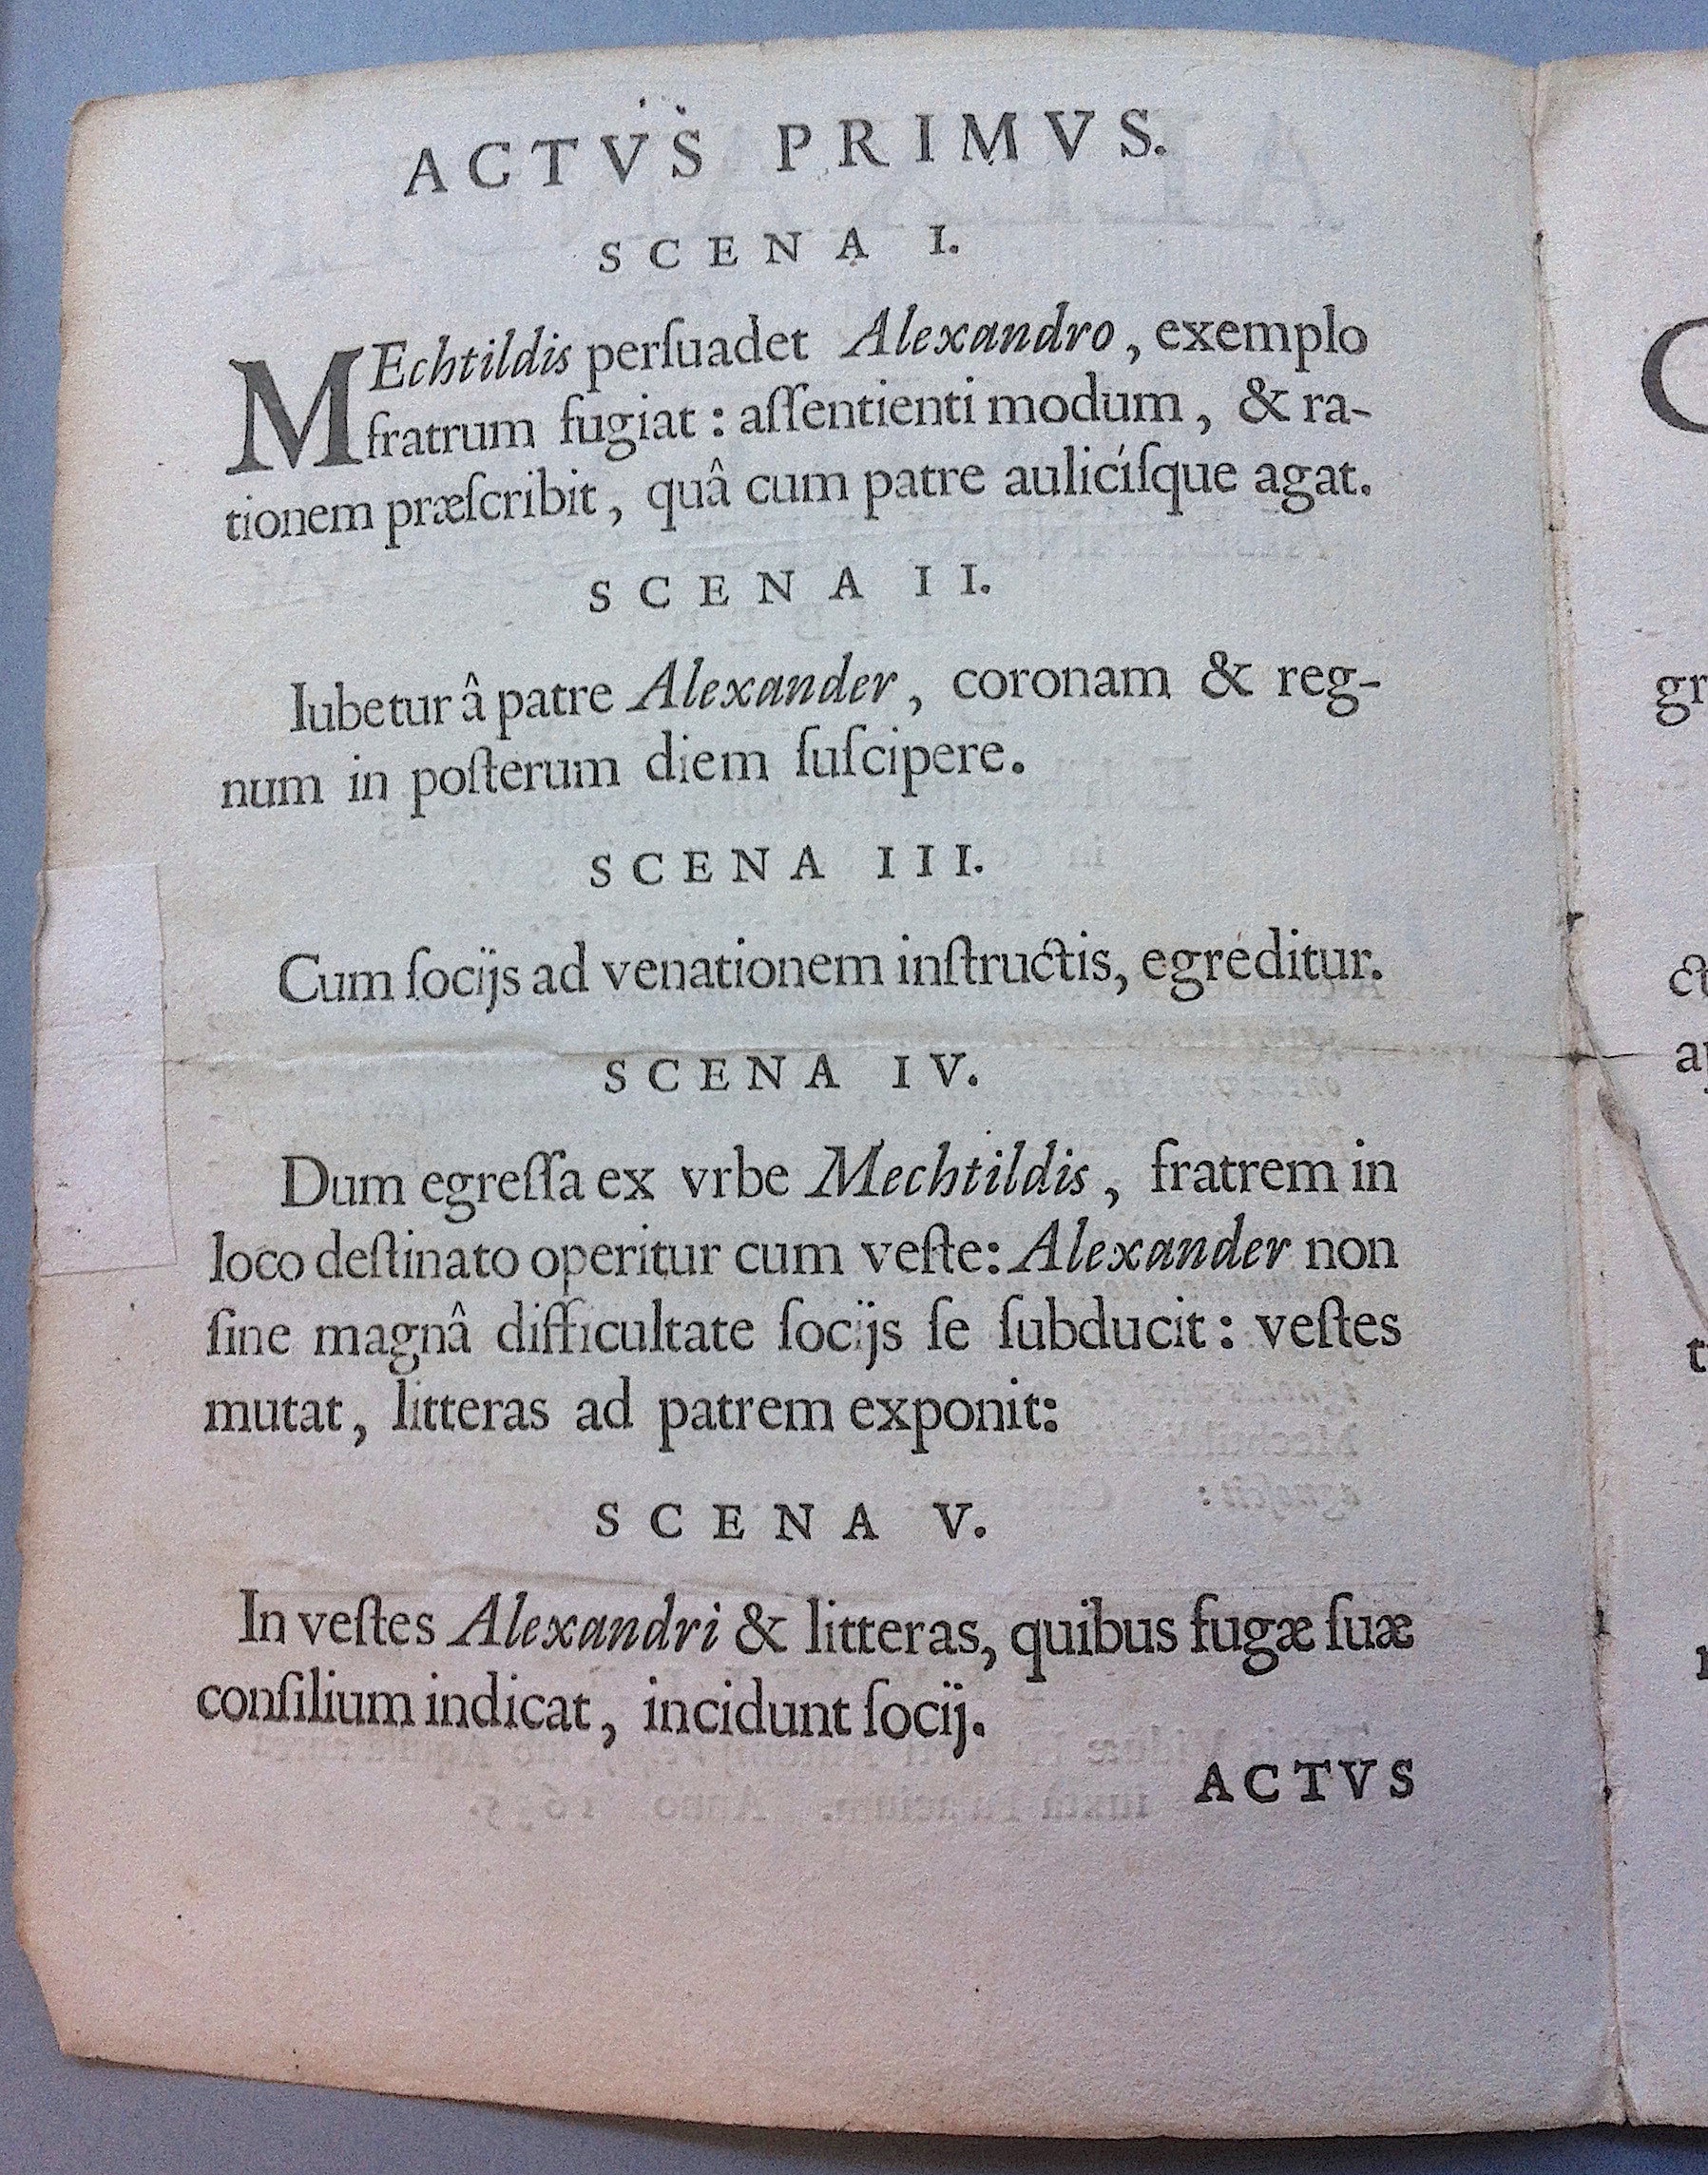 ACTVS PRIMVS.
SCENA I.
MEchtildis perſuadet Alexandro, exemplo
fratrum fugiat: aſſentienti modum, & ra-
tionem præſcribit, quâ cum patre aulicíſque agat.
SCENA II.
Iubetur â patre Alexander, coronam & reg-
num in poſterum diem ſuſcipere.
SCENA III.
Cum ſocijs ad venationem inſtructis, egreditur.
SCENA IV.
Dum egreſſa ex vrbe Mechtildis, fratrem in
loco deſtinato operitur cum veſte: Alexander non
ſine magnâ difficultate ſocijs ſe ſubducit: veſtes
mutat, litteras ad patrem exponit:
SCENA V.
In veſtes Alexandri & litteras, quibus fugæ ſuæ
conſilium indicat, incidunt ſocij.
ACTVS